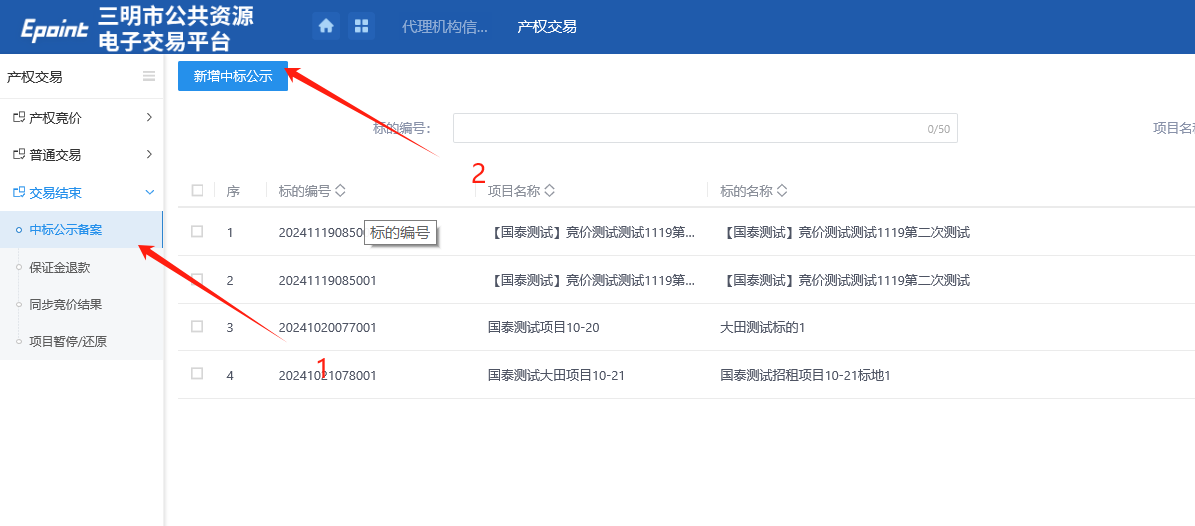 Epoint 三明市公共资源
电子交易平台
代理机构信... 产权交易
产权交易
新增中标公示
产权竞价
普通交易
交易结束
中标公示备案
保证金退款
同步竞价结果
项目暂停/还原
标的编号: 0/50 项目名称
2
序 标的编号 项目名称 标的名称
1 2024111908500 【国泰测试】竞价测试测试1119第... 【国泰测试】竞价测试测试1119第二次测试
标的编号
2 20241119085001 【国泰测试】竞价测试测试1119第... 【国泰测试】竞价测试测试1119第二次测试
3 20241020077001 国泰测试项目10-20 大田测试标的1
1
4 20241021078001 国泰测试大田项目10-21 国泰测试招租项目10-21标地1